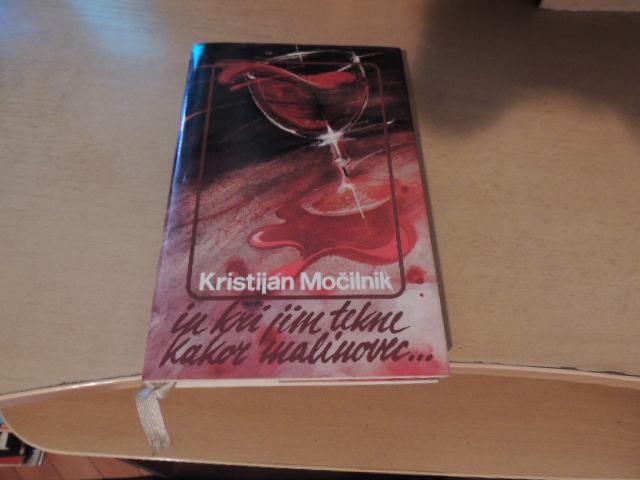 Kristijan Močilnik
in kri jim tekne
kakor malinovec...